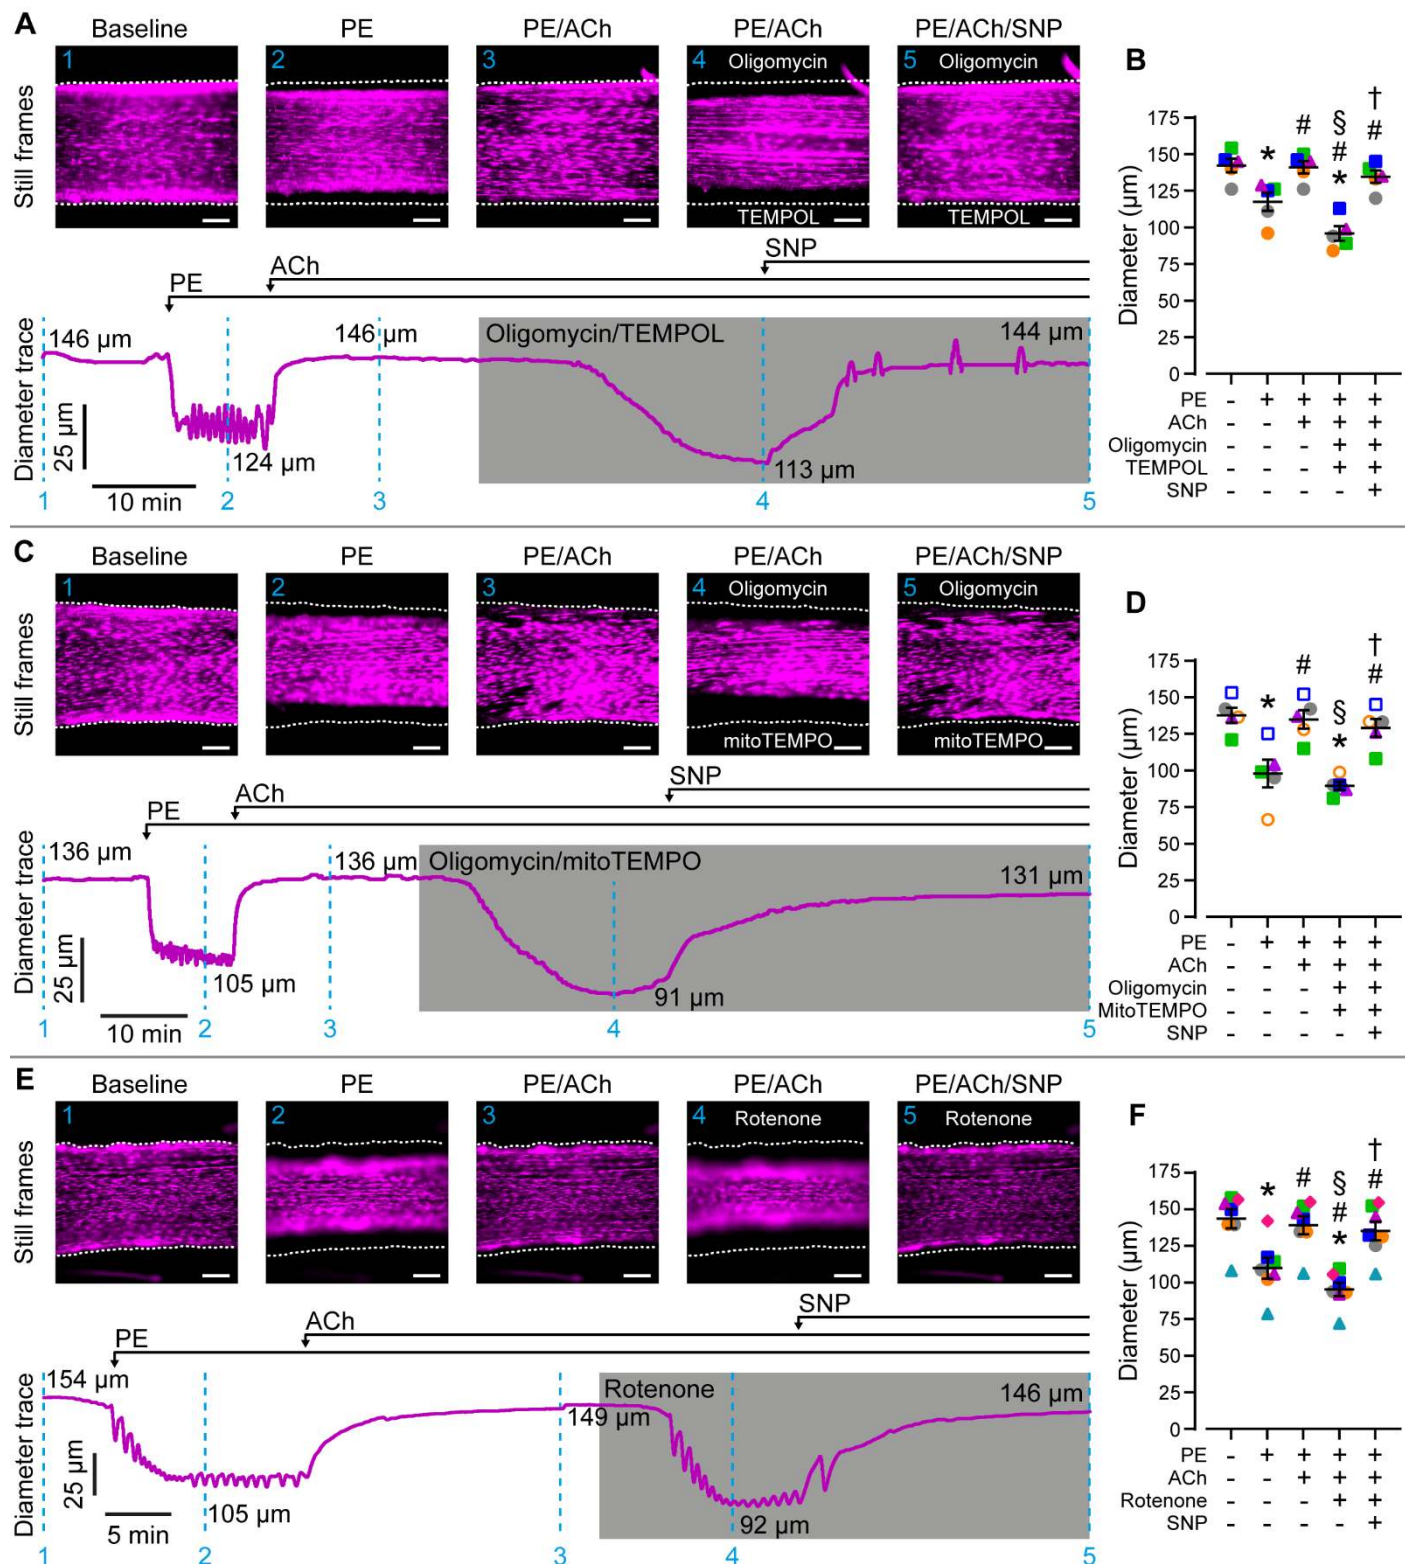 A
Baseline PE PE/ACh PE/ACh PE/ACh/SNP
Still frames
1 2 3 4 Oligomycin 5 Oligomycin
TEMPOL TEMPOL
SNP
ACh
PE
Diameter trace
146 µm 146 µm Oligomycin/TEMPOL 144 µm
25 µm
124 µm 113 µm
10 min
1 2 3 4 5
B
Diameter (µm)
†
# § #
* # *
175
150
125
100
75
50
25
0
PE - + + + +
ACh - - + + +
Oligomycin - - - + +
TEMPOL - - - + +
SNP - - - - +
C
Baseline PE PE/ACh PE/ACh PE/ACh/SNP
Still frames
1 2 3 4 Oligomycin 5 Oligomycin
mitoTEMPO mitoTEMPO
SNP
ACh
PE
Diameter trace
136 µm 136 µm Oligomycin/mitoTEMPO 131 µm
25 µm
105 µm 91 µm
10 min
1 2 3 4 5
D
Diameter (µm)
†
# § #
* *
175
150
125
100
75
50
25
0
PE - + + + +
ACh - - + + +
Oligomycin - - - + +
MitoTEMPO - - - + +
SNP - - - - +
E
Baseline PE PE/ACh PE/ACh PE/ACh/SNP
Still frames
1 2 3 4 Rotenone 5 Rotenone
SNP
ACh
PE
Diameter trace
154 µm 149 µm Rotenone 146 µm
25 µm
105 µm 92 µm
5 min
1 2 3 4 5
F
Diameter (µm)
†
# § #
* # *
175
150
125
100
75
50
25
0
PE - + + + +
ACh - - + + +
Rotenone - - - + +
SNP - - - - +